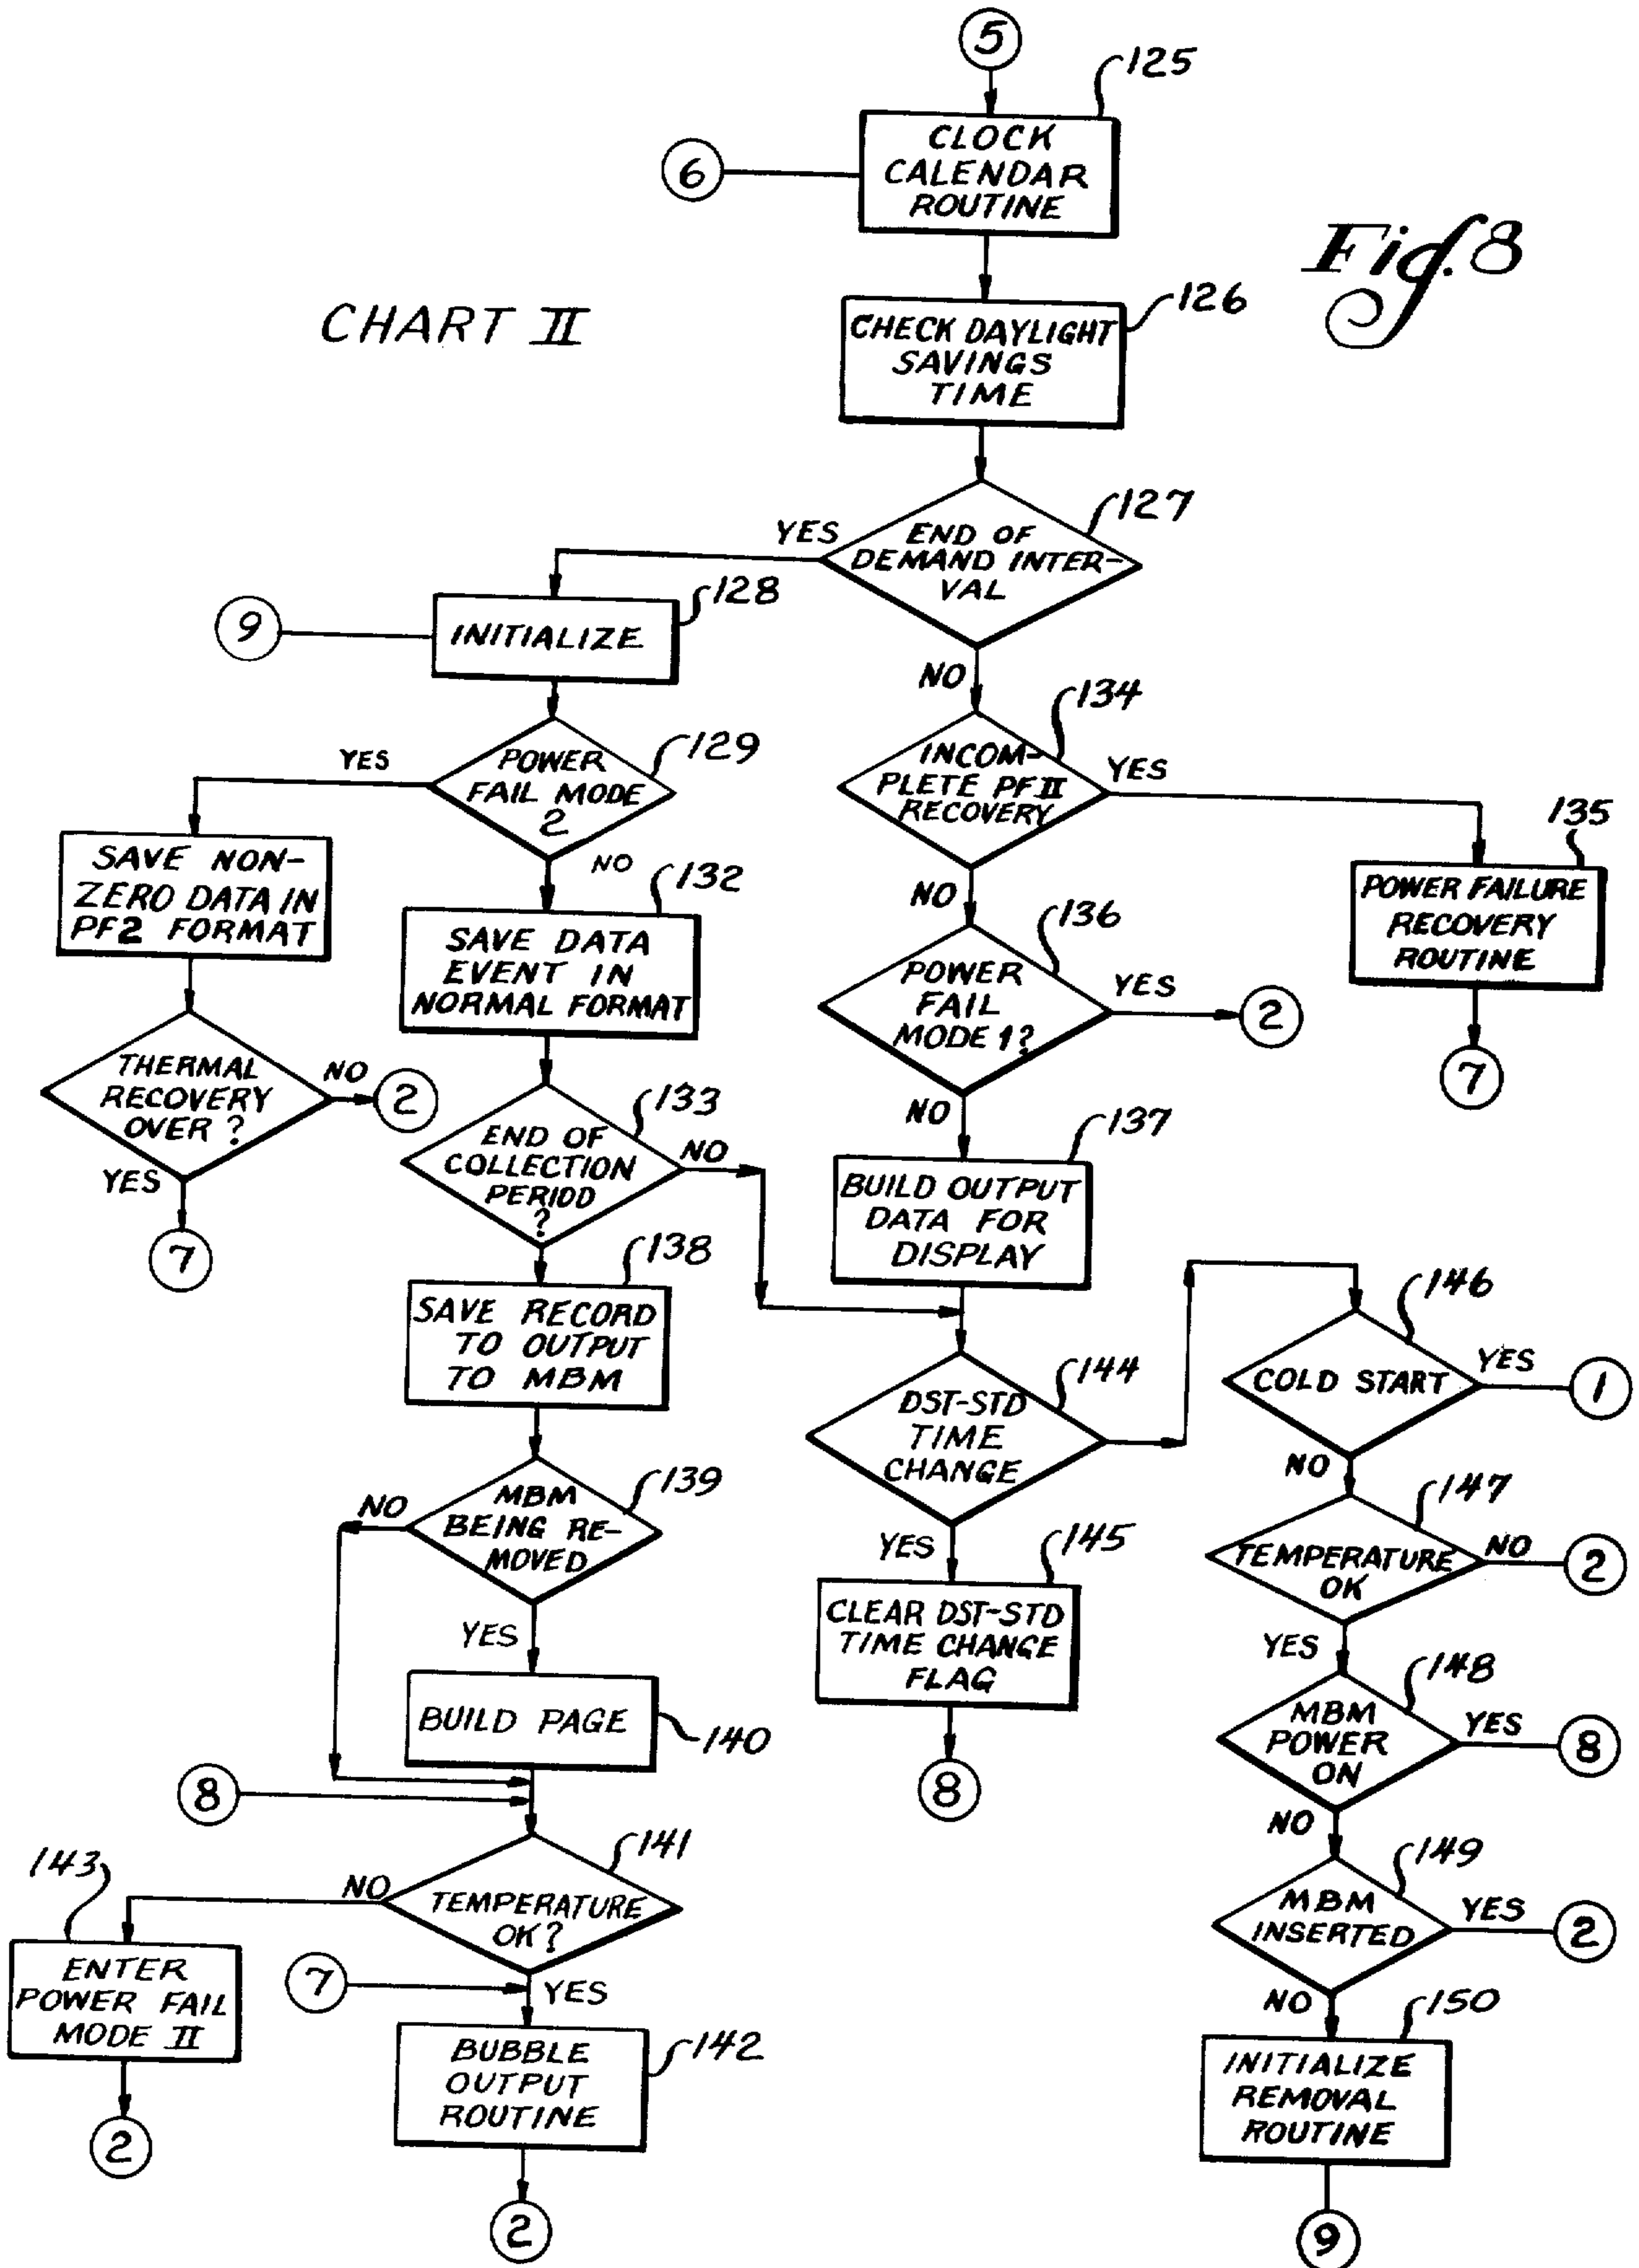 5
125
CLOCK
CALENDAR
ROUTINE
6
Fig. 8
CHART II
126
CHECK DAYLIGHT
SAVINGS
TIME
127
YES
END OF
DEMAND INTER-
VAL
128
9
INITIALIZE
NO
134
129
YES
POWER
FAIL MODE
2
INCOM-
PLETE PF II
RECOVERY
YES
135
SAVE NON-
ZERO DATA IN
PF2 FORMAT
NO
132
POWER FAILURE
RECOVERY
ROUTINE
NO
136
SAVE DATA
EVENT IN
NORMAL FORMAT
POWER
FAIL
MODE 1?
YES
2
7
THERMAL
RECOVERY
OVER?
NO
2
133
END OF
COLLECTION
PERIOD
?
NO
NO
137
YES
7
BUILD OUTPUT
DATA FOR
DISPLAY
138
SAVE RECORD
TO OUTPUT
TO MBM
146
COLD START
YES
1
144
DST-STD
TIME
CHANGE
NO
139
NO
MBM
BEING RE-
MOVED
147
TEMPERATURE
OK
NO
2
YES
145
CLEAR DST-STD
TIME CHANGE
FLAG
YES
BUILD PAGE
140
YES
148
MBM
POWER
ON
YES
8
8
8
NO
141
143
NO
TEMPERATURE
OK?
149
MBM
INSERTED
YES
2
ENTER
POWER FAIL
MODE II
7
YES
NO
150
142
BUBBLE
OUTPUT
ROUTINE
INITIALIZE
REMOVAL
ROUTINE
2
2
9